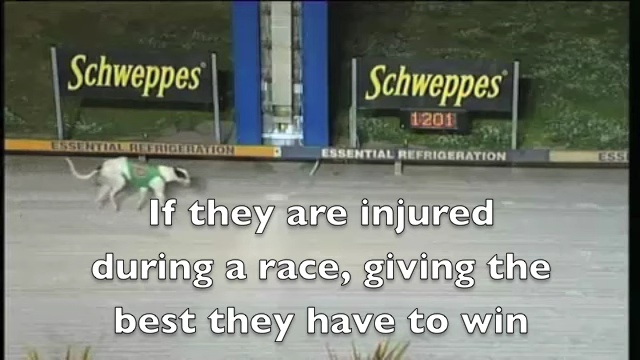 Schweppes
Schweppes
1201
ESSENTIAL REFRIGERATION
ESSENTIAL REFRIGERATION
ESS
If they are injured
during a race, giving the
best they have to win